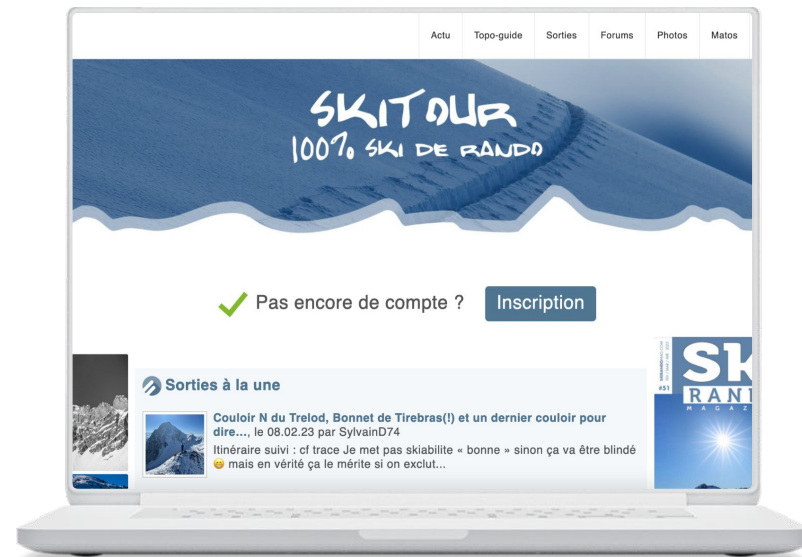 Actu Topo-guide Sorties Forums Photos Matos
SKITOUR
100% SKI DE RANDO
Pas encore de compte ? Inscription
Sorties à la une
Couloir N du Trelod, Bonnet de Tirebras(!) et un dernier couloir pour
dire..., le 08.02.23 par SylvainD74
Itinéraire suivi : cf trace Je met pas skiabilite « bonne » sinon ça va être blindé
mais en vérité ça le mérite si on exclut...
#51
MAGAZ